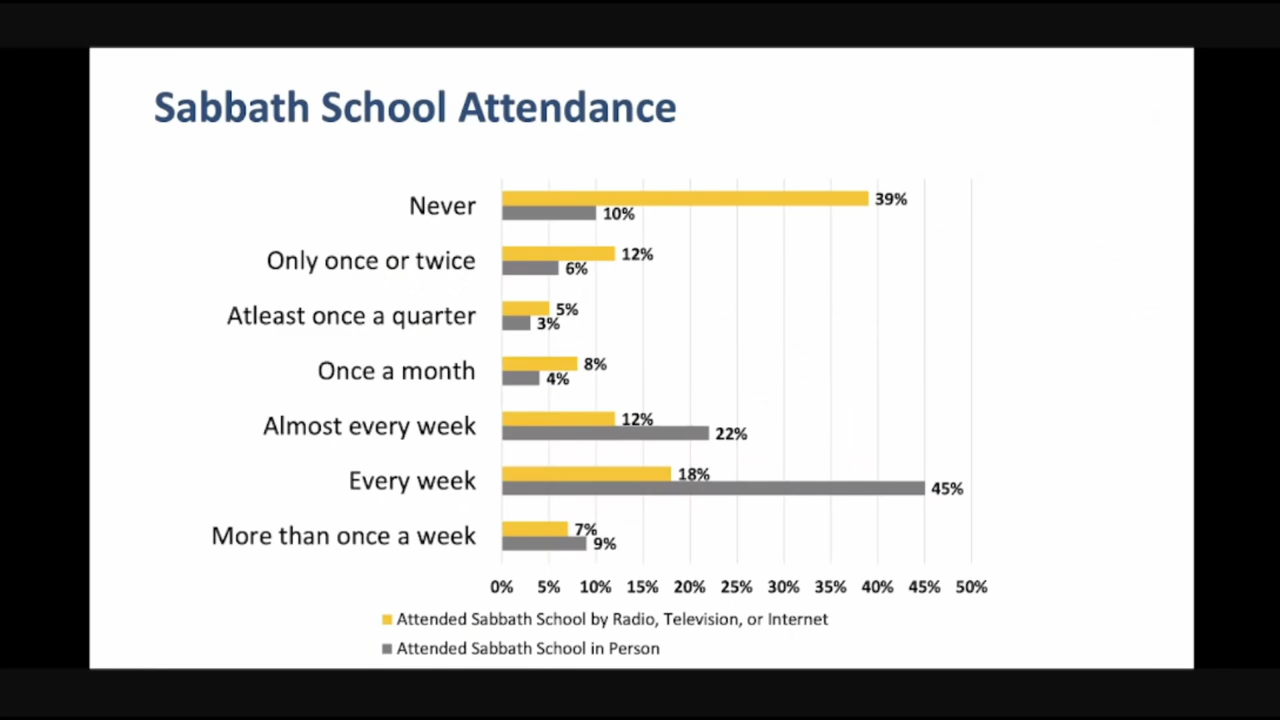 Sabbath School Attendance
Never
39%
10%
Only once or twice
12%
6%
Atleast once a quarter
5%
3%
Once a month
8%
4%
Almost every week
12%
22%
Every week
18%
45%
More than once a week
7%
9%
0% 5% 10% 15% 20% 25% 30% 35% 40% 45% 50%
Attended Sabbath School by Radio, Television, or Internet
Attended Sabbath School in Person